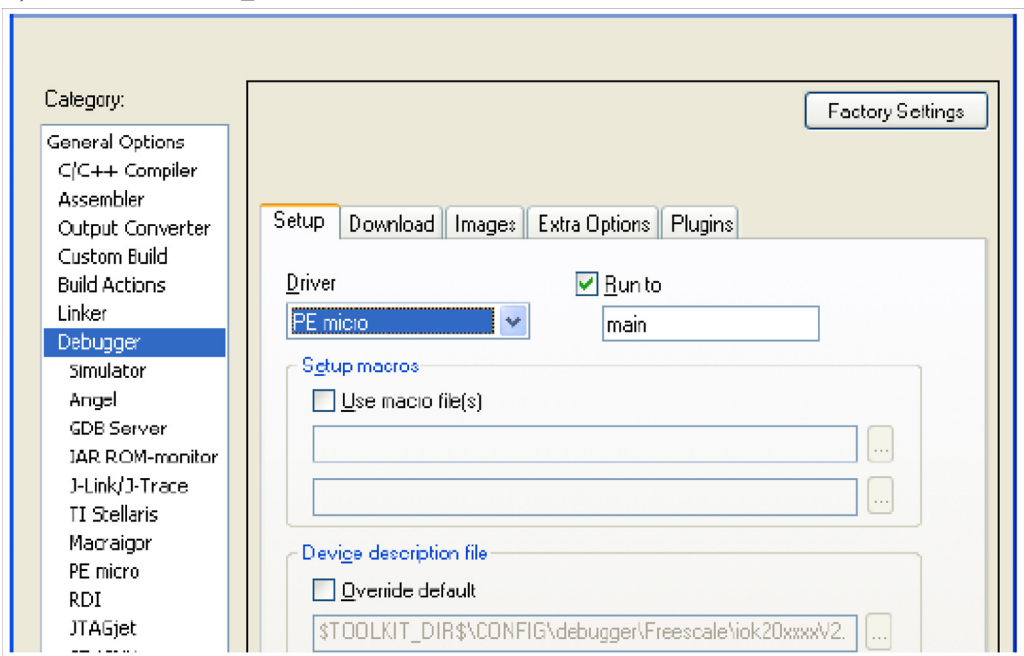 Category:
Factory Settings
General Options
C/C++ Compiler
Assembler
Output Converter
Custom Build
Build Actions
Linker
Debugger
Simulator
Angel
GDB Server
IAR ROM-monitor
J-Link/J-Trace
TI Stellaris
Macraigor
PE micro
RDI
JTAGjet
Setup Download Images Extra Options Plugins
Driver
Run to
PE micro
main
Setup macros
Use macro file(s)
...
...
Device description file
Override default
$TOOLKIT_DIR$\CONFIG\debugger\Freescale\iok20xxxxV2.
...